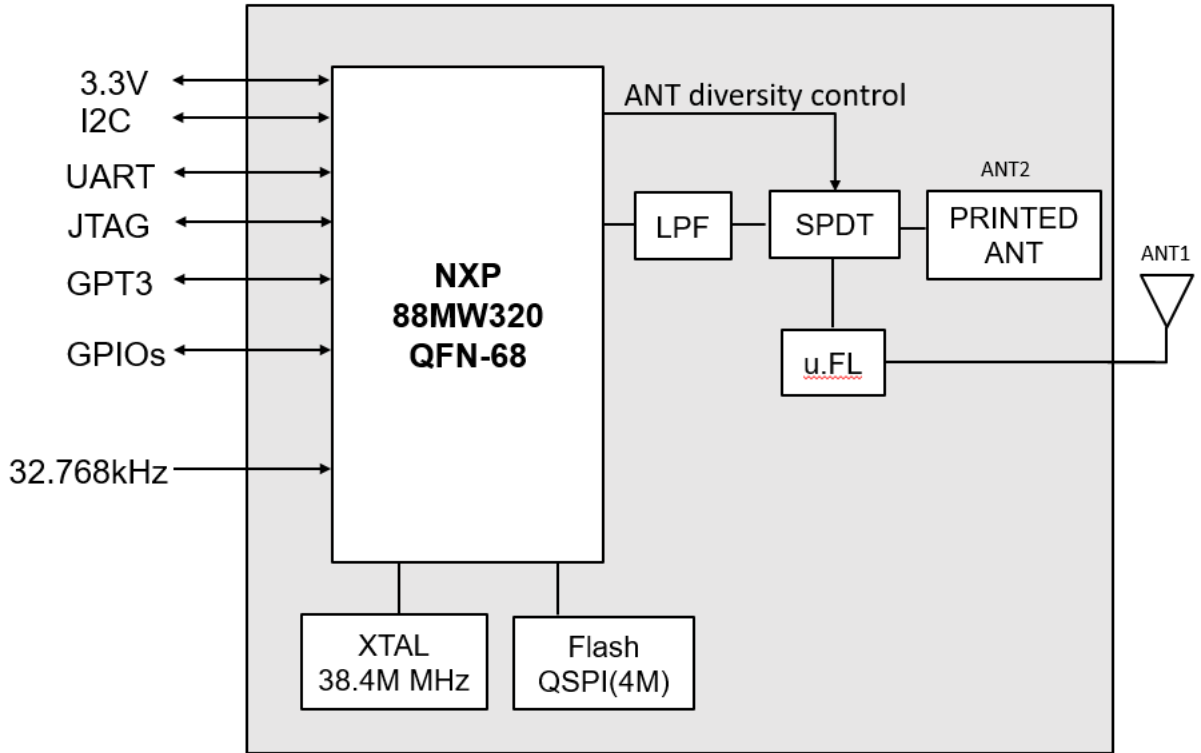 3.3V
I2C
UART
JTAG
GPT3
GPIOs
32.768kHz
NXP
88MW320
QFN-68
ANT diversity control
LPF
SPDT
ANT2
PRINTED
ANT
ANT1
u.FL
XTAL
38.4M MHz
Flash
QSPI(4M)